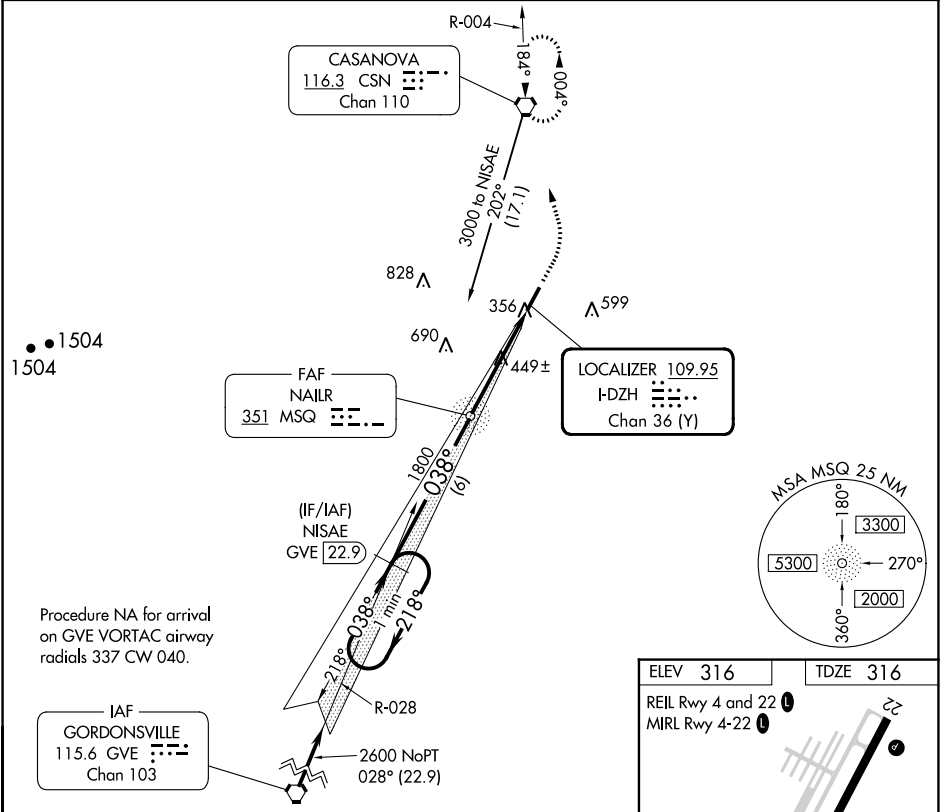 R-004
184°
004°
CASANOVA
116.3 CSN
Chan 110
3000 to NISAE
202°
(17.1)
828
356
599
690
449±
1504
1504
LOCALIZER 109.95
I-DZH
Chan 36 (Y)
FAF
NAILR
351 MSQ
1800
038°
(6)
(IF/IAF)
NISAE
GVE 22.9
MSA MSQ 25 NM
180°
3300
5300
270°
2000
360°
038°
1 min
218°
218°
Procedure NA for arrival
on GVE VORTAC airway
radials 337 CW 040.
R-028
IAF
GORDONSVILLE
115.6 GVE
Chan 103
2600 NoPT
028° (22.9)
ELEV 316
TDZE 316
REIL Rwy 4 and 22 L
MIRL Rwy 4-22 L
22
P